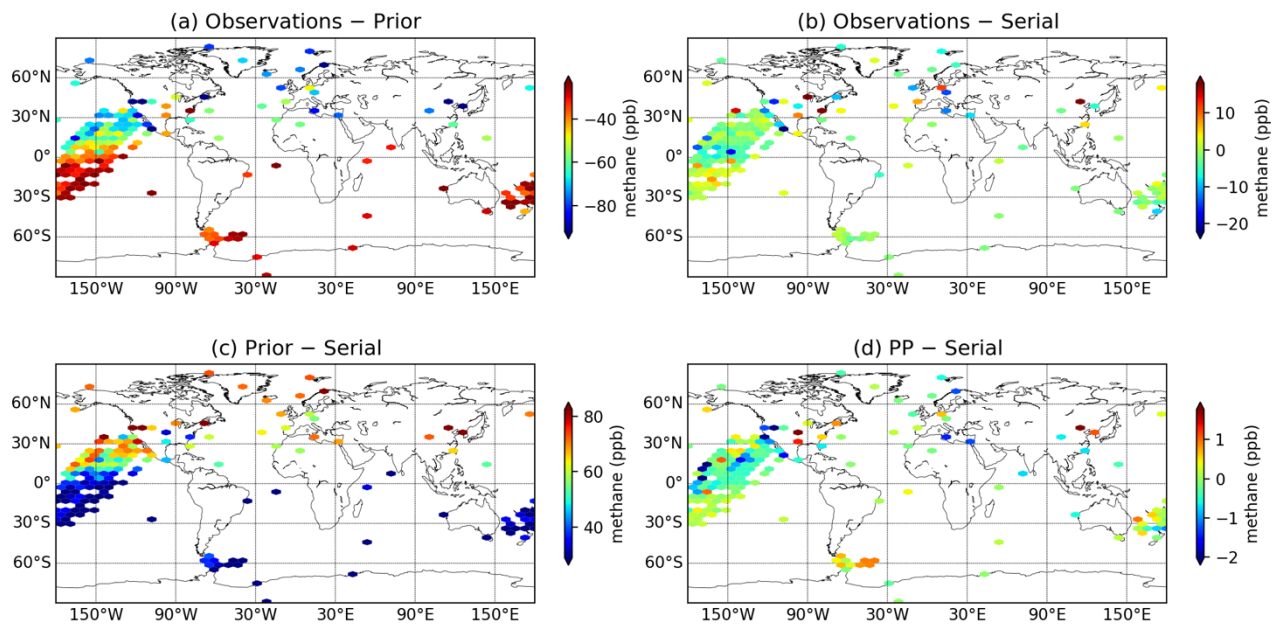 (a) Observations − Prior
60°N
30°N
0°
30°S
60°S
150°W 90°W 30°W 30°E 90°E 150°E
−40
−60
−80
methane (ppb)
(b) Observations − Serial
60°N
30°N
0°
30°S
60°S
150°W 90°W 30°W 30°E 90°E 150°E
10
0
−10
−20
methane (ppb)
(c) Prior − Serial
60°N
30°N
0°
30°S
60°S
150°W 90°W 30°W 30°E 90°E 150°E
80
60
40
methane (ppb)
(d) PP − Serial
60°N
30°N
0°
30°S
60°S
150°W 90°W 30°W 30°E 90°E 150°E
1
0
−1
−2
methane (ppb)